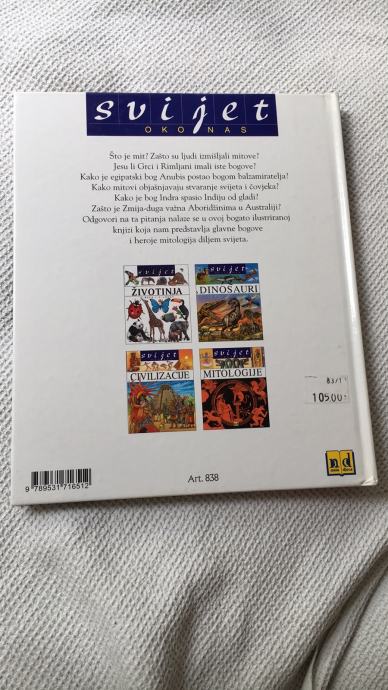 svijet
OKO NAS
Što je mit? Zašto su ljudi izmišljali mitove?
Jesu li Grci i Rimljani imali iste bogove?
Kako je egipatski bog Anubis postao bogom balzamiratelja?
Kako mitovi objašnjavaju stvaranje svijeta i čovjeka?
Kako je bog Indra spasio Indiju od gladi?
Zašto je Zmija-duga važna Aboridžinima u Australiji?
Odgovori na ta pitanja nalaze se u ovoj bogato ilustriranoj
knjizi koja nam predstavlja glavne bogove
i heroje mitologija diljem svijeta.
svijet
ŽIVOTINJA
svijet
DINOSAURI
svijet
CIVILIZACIJE
svijet
MITOLOGIJE
105,00
9 789531 716512
Art. 838
nd